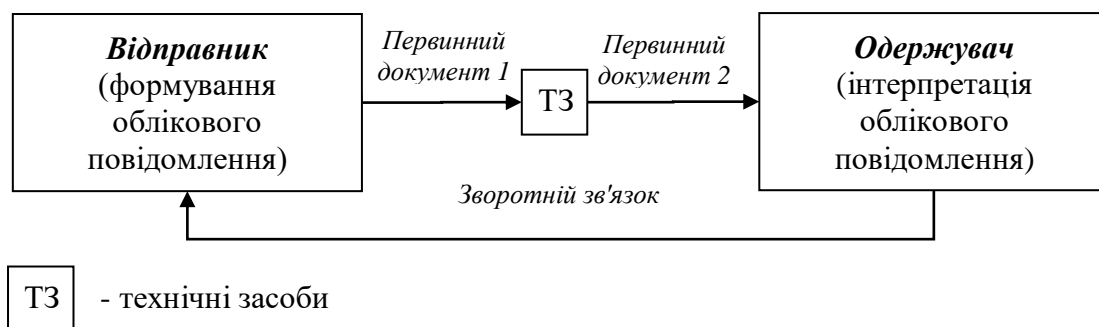 Відправник
(формування
облікового
повідомлення)
Первинний
документ 1
ТЗ
Первинний
документ 2
Одержувач
(інтерпретація
облікового
повідомлення)
Зворотній зв'язок
ТЗ - технічні засоби